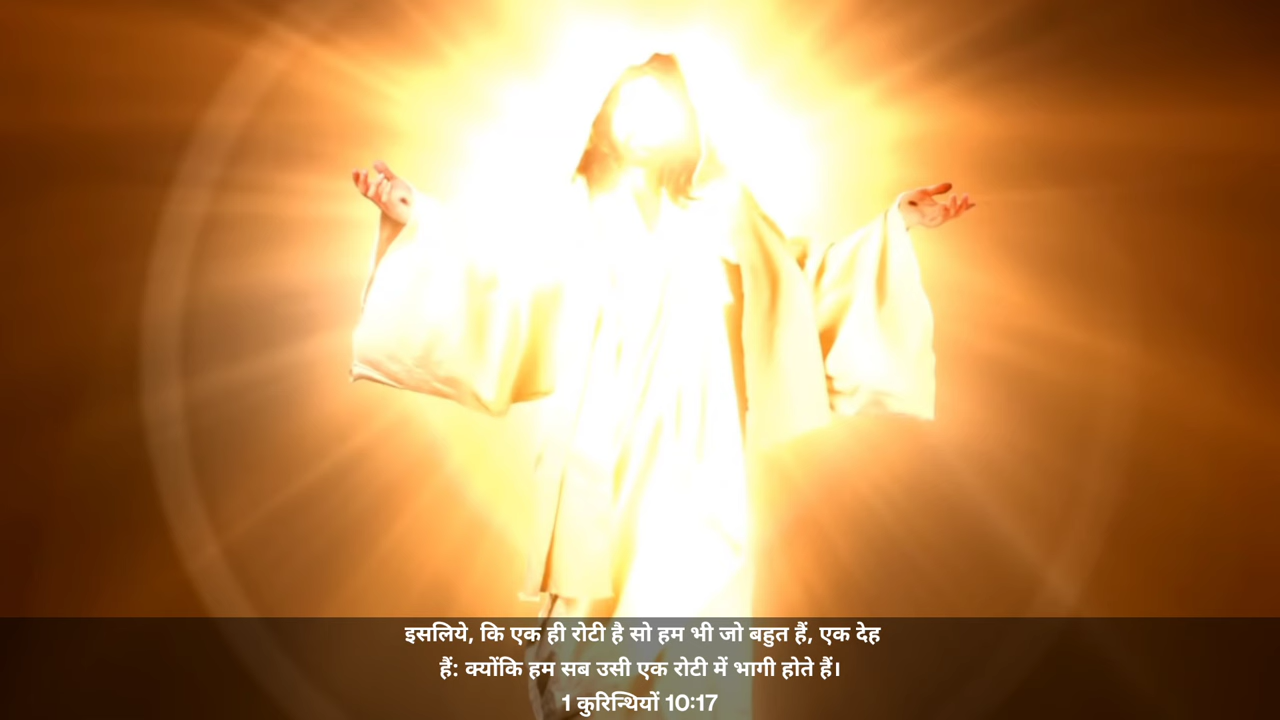 इसलिये, कि एक ही रोटी है सो हम भी जो बहुत हैं, एक देह
हैं: क्योंकि हम सब उसी एक रोटी में भागी होते हैं।
1 कुरिन्थियों 10:17